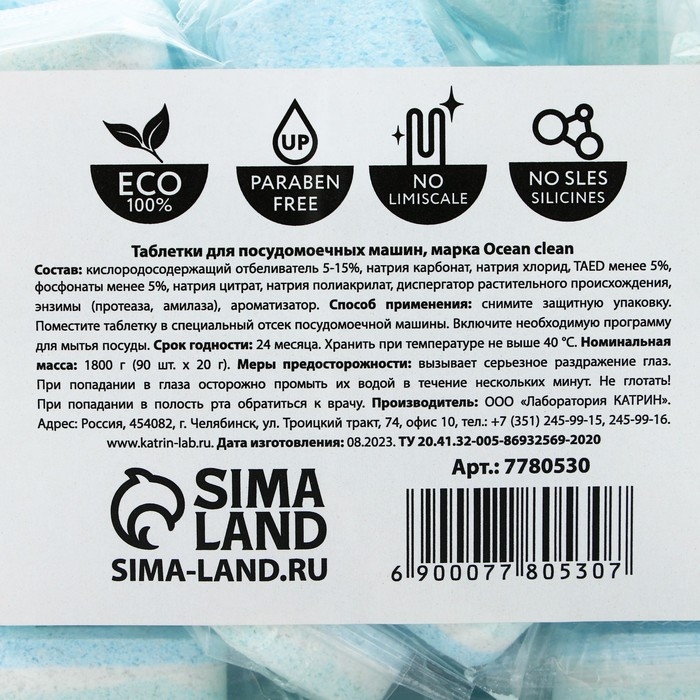 ECO
100%
UP
PARABEN
FREE
NO
LIMISCALE
NO SLES
SILICINES
Таблетки для посудомоечных машин, марка Ocean clean
Состав: кислородосодержащий отбеливатель 5-15%, натрия карбонат, натрия хлорид, TAED менее 5%,
фосфонаты менее 5%, натрия цитрат, натрия полиакрилат, диспергатор растительного происхождения,
энзимы (протеаза, амилаза), ароматизатор. Способ применения: снимите защитную упаковку.
Поместите таблетку в специальный отсек посудомоечной машины. Включите необходимую программу
для мытья посуды. Срок годности: 24 месяца. Хранить при температуре не выше 40 °C. Номинальная
масса: 1800 г (90 шт. х 20 г). Меры предосторожности: вызывает серьезное раздражение глаз.
При попадании в глаза осторожно промыть их водой в течение нескольких минут. Не глотать!
При попадании в полость рта обратиться к врачу. Производитель: ООО «Лаборатория КАТРИН».
Адрес: Россия, 454082, г. Челябинск, ул. Троицкий тракт, 74, офис 10, тел.: +7 (351) 245-99-15, 245-99-16.
www.katrin-lab.ru. Дата изготовления: 08.2023. ТУ 20.41.32-005-86932569-2020
Арт.: 7780530
SIMA
LAND
SIMA-LAND.RU
6 900077 805307